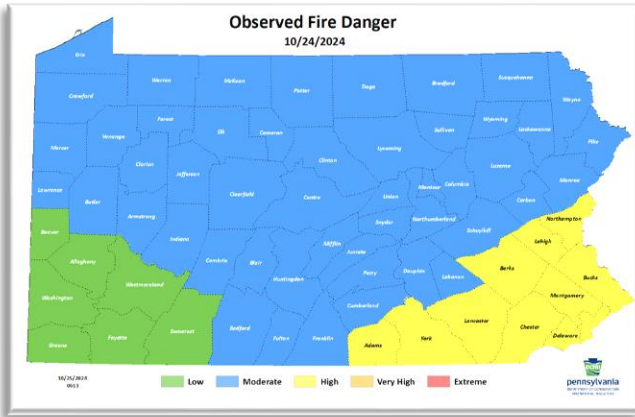 Observed Fire Danger
10/24/2024
Erie
Warren
McKean
Potter
Tioga
Bradford
Susquehanna
Crawford
Wayne
Forest
Wyoming
Elk
Cameron
Sullivan
Lackawanna
Mercer
Venango
Clinton
Lycoming
Pike
Clarion
Jefferson
Luzerne
Lawrence
Butler
Clearfield
Centre
Union
Montour
Columbia
Monroe
Armstrong
Carbon
Snyder
Northumberland
Northampton
Beaver
Indiana
Mifflin
Schuylkill
Lehigh
Allegheny
Cambria
Blair
Juniata
Berks
Westmoreland
Huntingdon
Perry
Dauphin
Lebanon
Bucks
Washington
Cumberland
Montgomery
Lancaster
Greene
Fayette
Somerset
Bedford
Fulton
Franklin
Adams
York
Chester
Delaware
10/25/2024
0913
Low
Moderate
High
Very High
Extreme
dcnr
pennsylvania